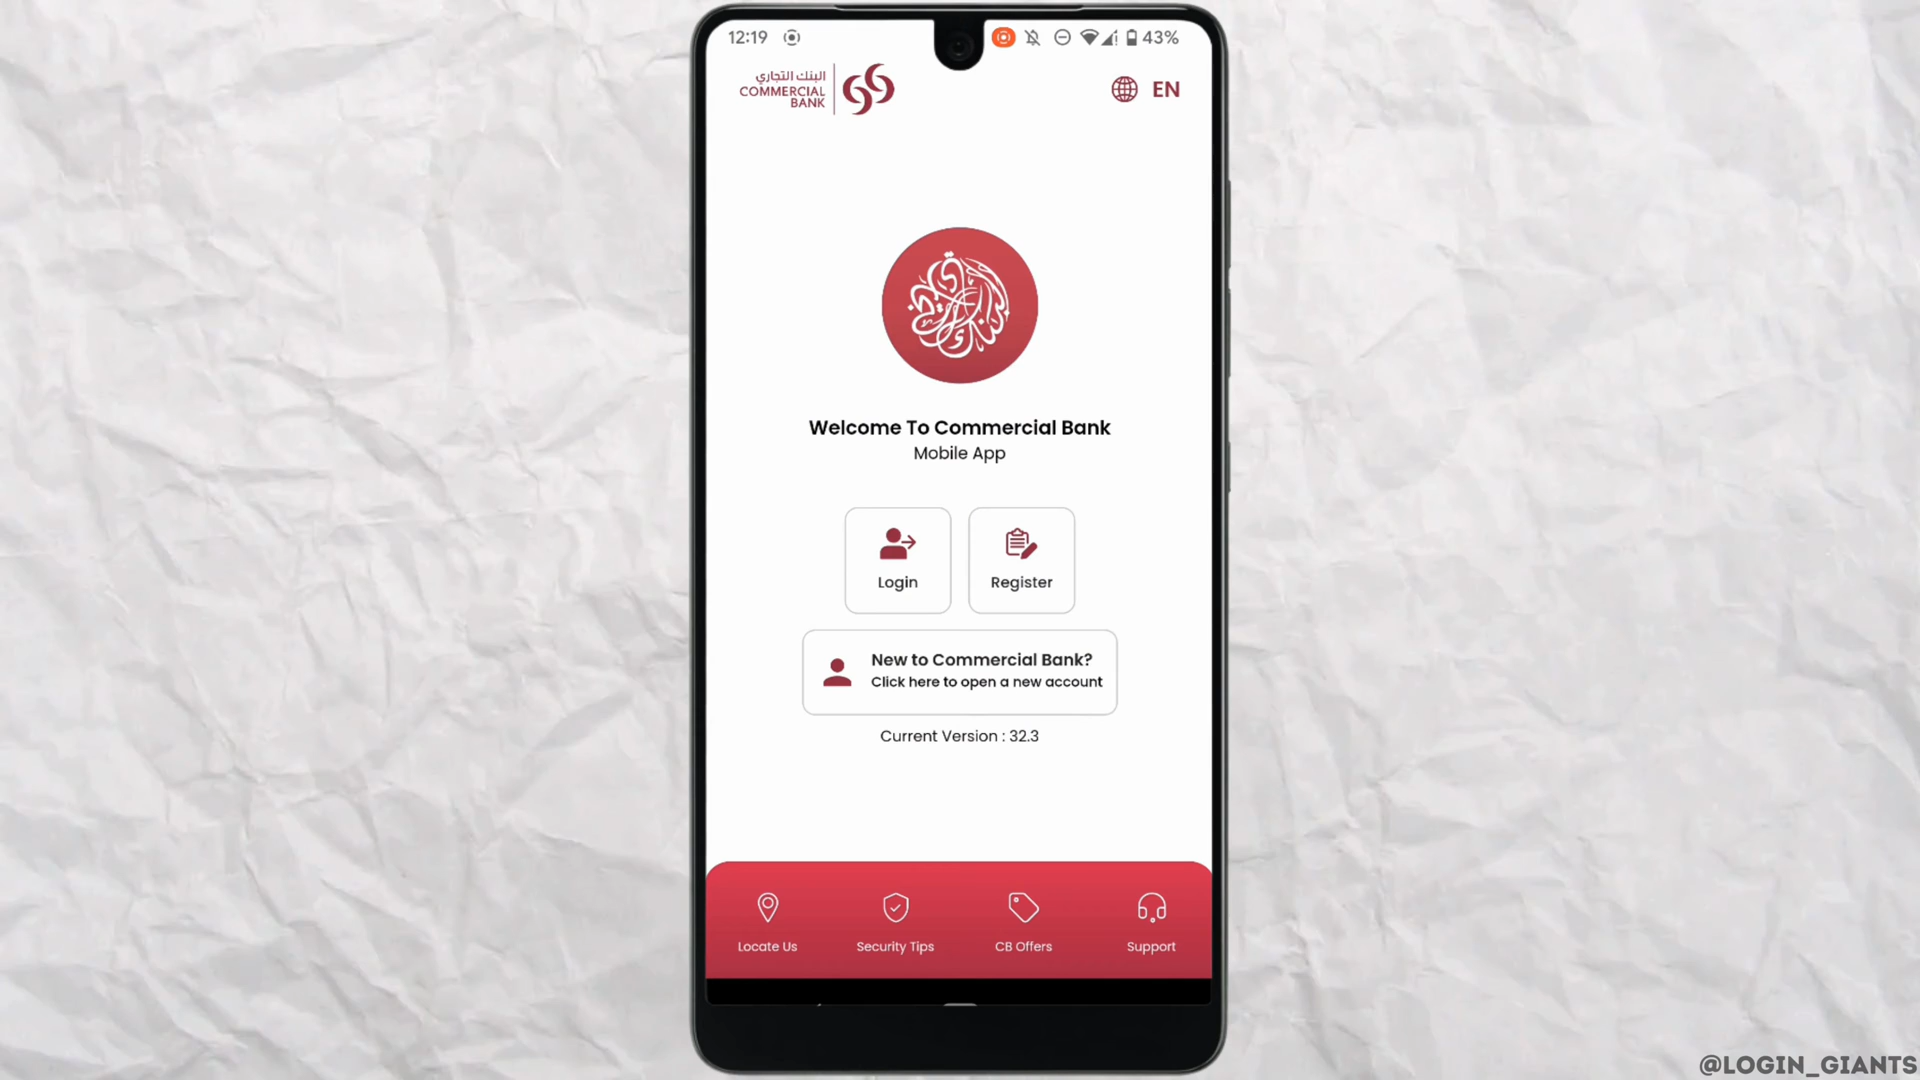 12:19
43%
البنك التجاري
COMMERCIAL
BANK
EN
Welcome To Commercial Bank
Mobile App
Login
Register
New to Commercial Bank?
Click here to open a new account
Current Version : 32.3
Locate Us
Security Tips
CB Offers
Support
@LOGIN_GIANTS